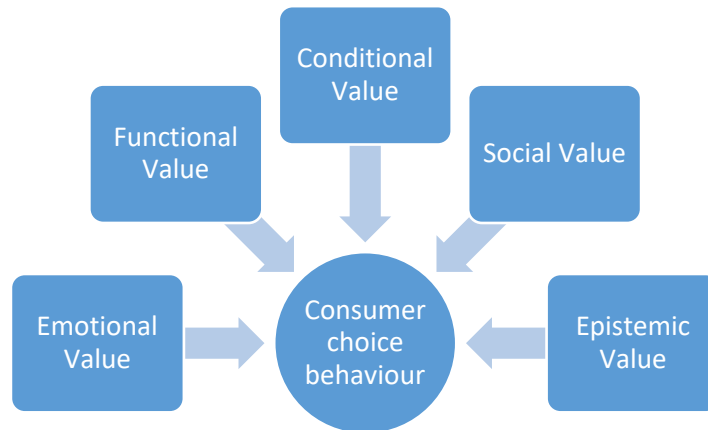 Conditional
Value
Functional
Value
Social Value
Emotional
Value
Consumer
choice
behaviour
Epistemic
Value